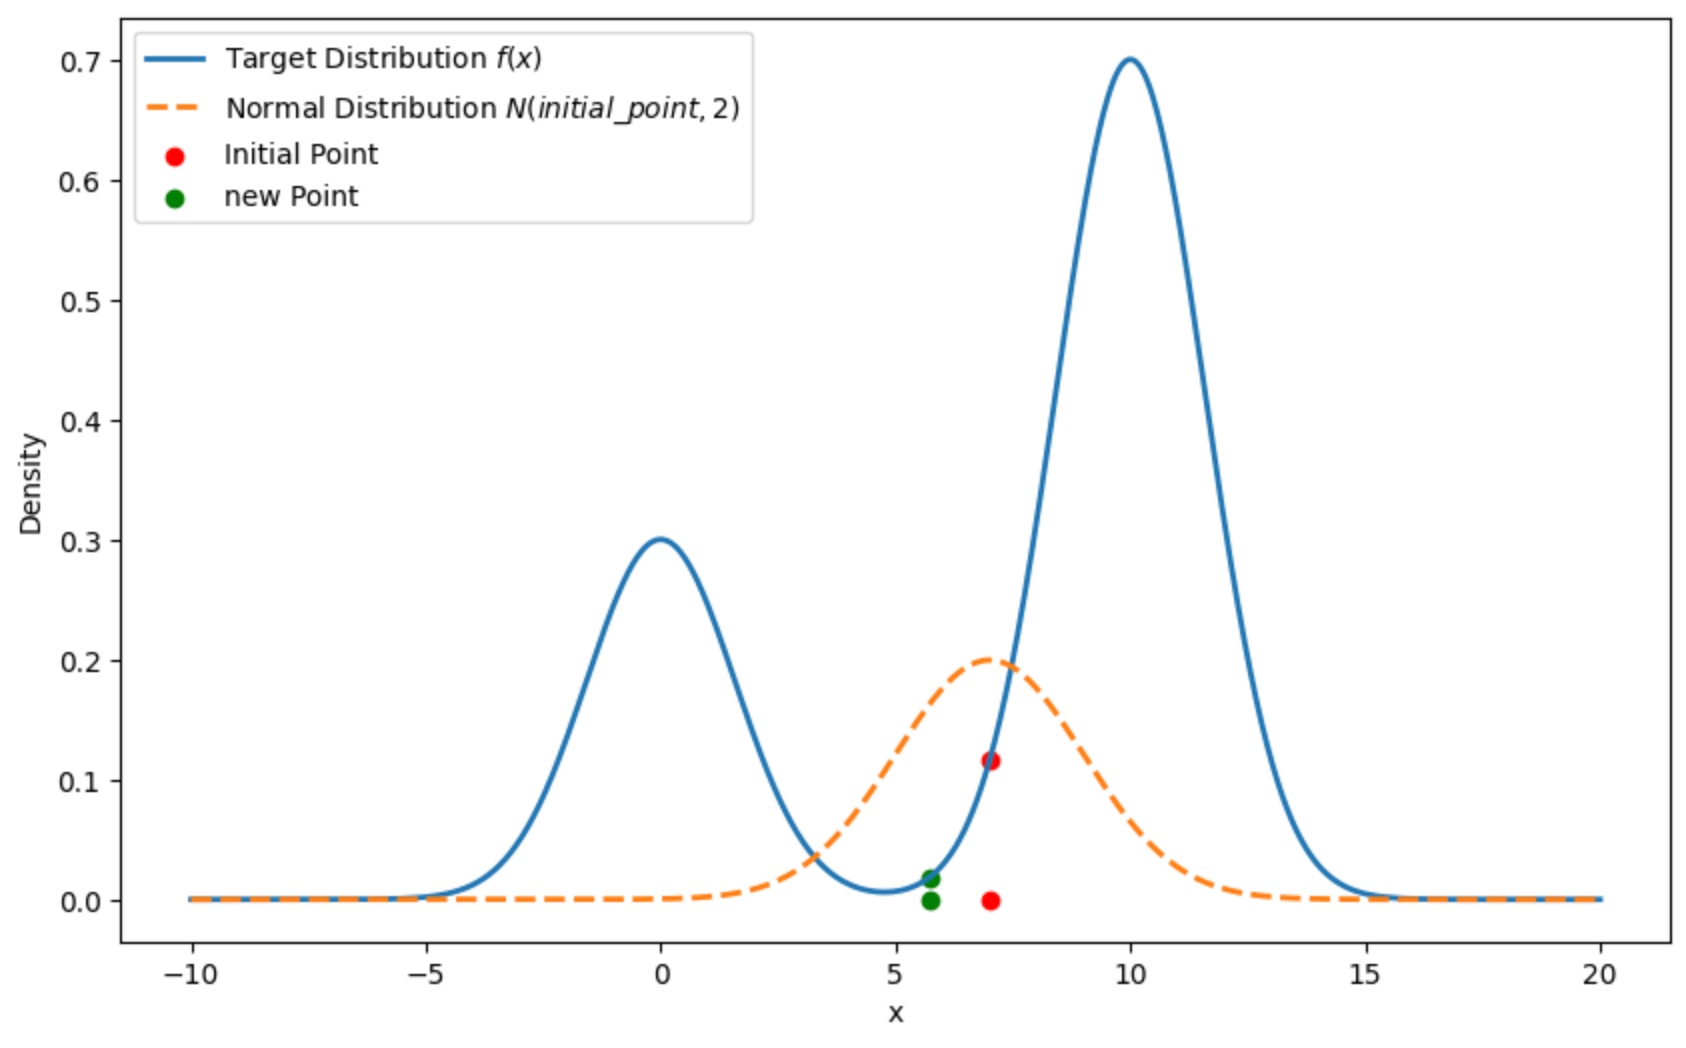 Target Distribution f(x)
Normal Distribution N(initial_point, 2)
Initial Point
new Point
0.7
0.6
0.5
0.4
0.3
0.2
0.1
0.0
Density
−10 −5 0 5 10 15 20
x